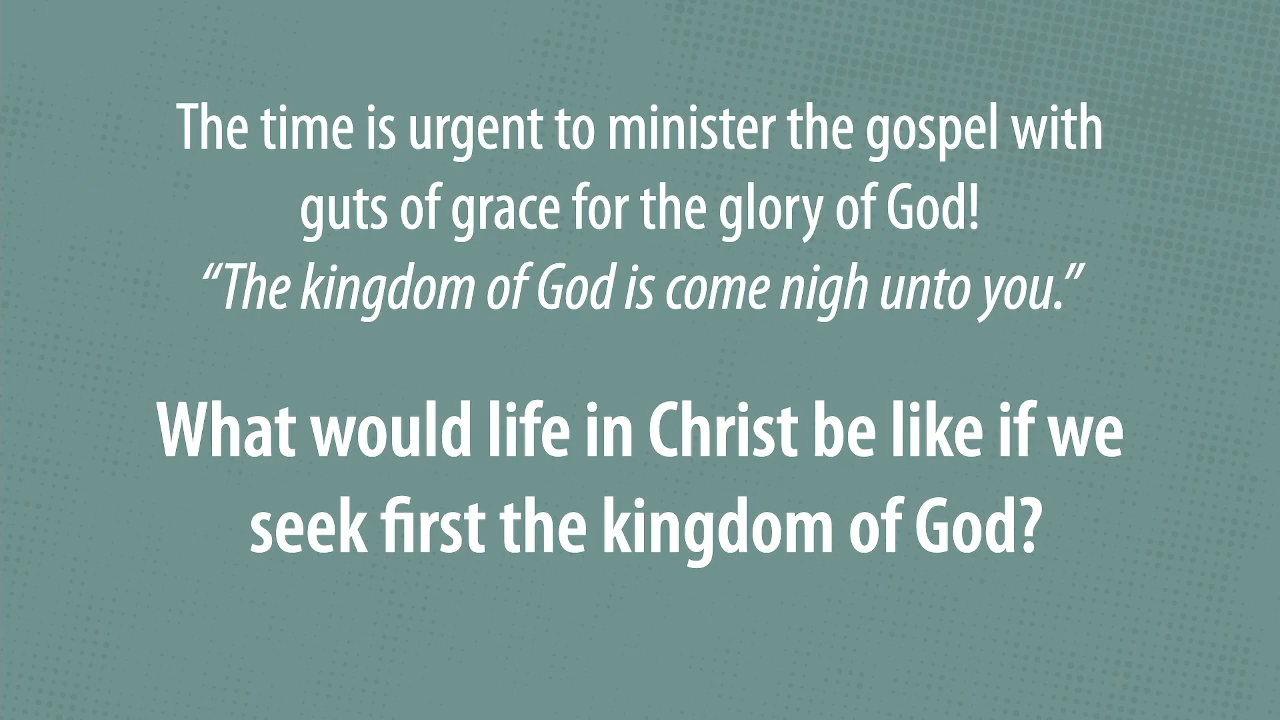 The time is urgent to minister the gospel with
guts of grace for the glory of God!
“The kingdom of God is come nigh unto you.”
What would life in Christ be like if we
seek first the kingdom of God?